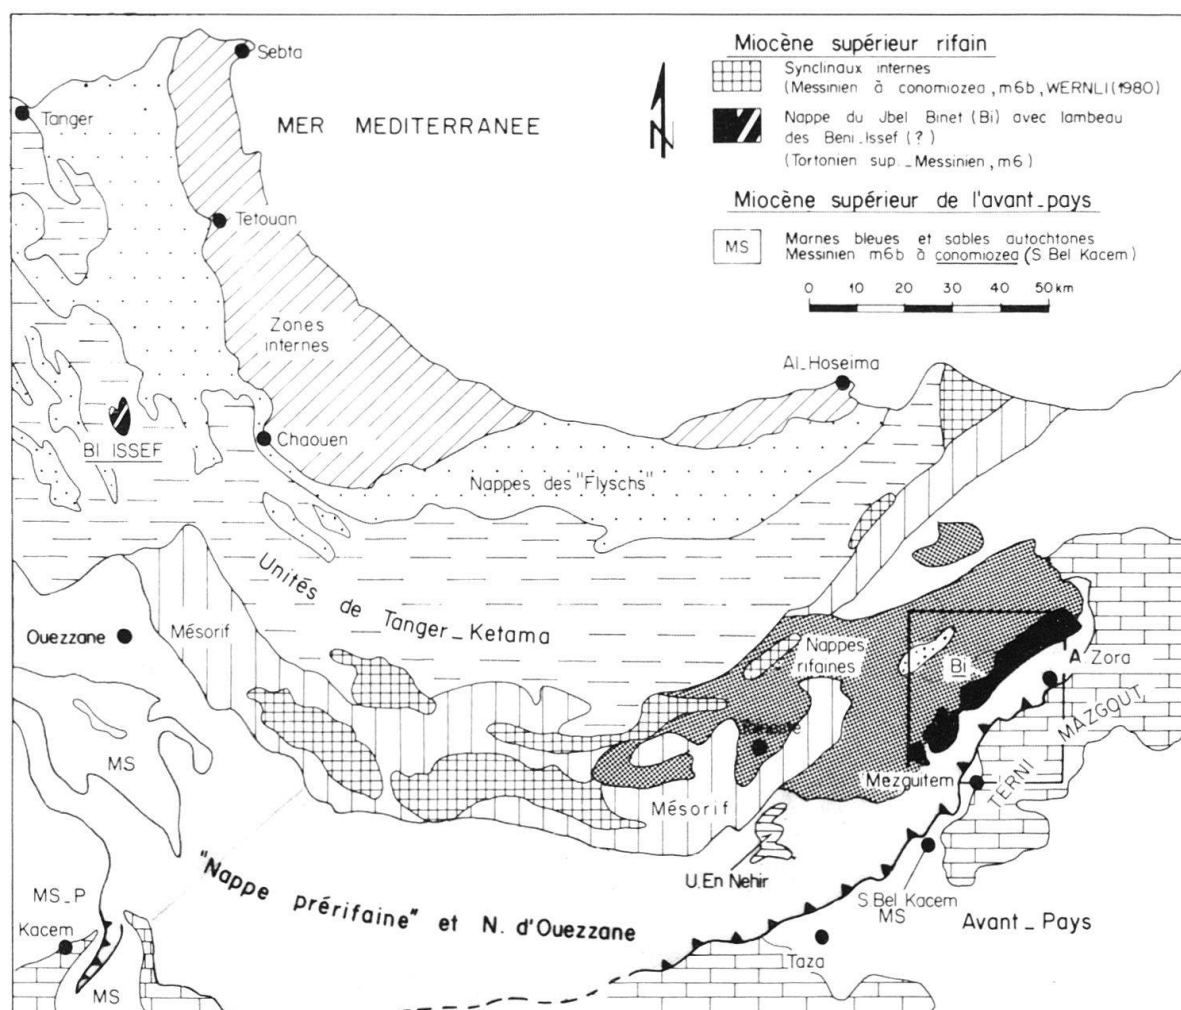 Miocène supérieur rifain
Synclinaux internes
(Messinien à conomiozea, m6b, WERNLI (1980)
Nappe du Jbel Binet (Bi) avec lambeau
des Beni_Issef (?)
(Tortonien sup._Messinien, m6)
Miocène supérieur de l'avant_pays
MS
Marnes bleues et sables autochtones
Messinien m6b à conomiozea (S. Bel Kacem)
0 10 20 30 40 50 km
N
Sebta
Tanger
MER MEDITERRANEE
Tetouan
Zones
internes
Al_Hoseima
BI ISSEF
Chaouen
Nappes des "Flyschs"
Unités de Tanger_Ketama
Ouezzane
Mésorif
Nappes
rifaines
Bi
A. Zora
MAZGOUT
MS
Mezguitem
TERNI
Mésorif
U.En Nehir
"Nappe prérifaine" et N. d'Ouezzane
S.Bel Kacem
MS
MS_P
Kacem
Avant_Pays
Taza
MS